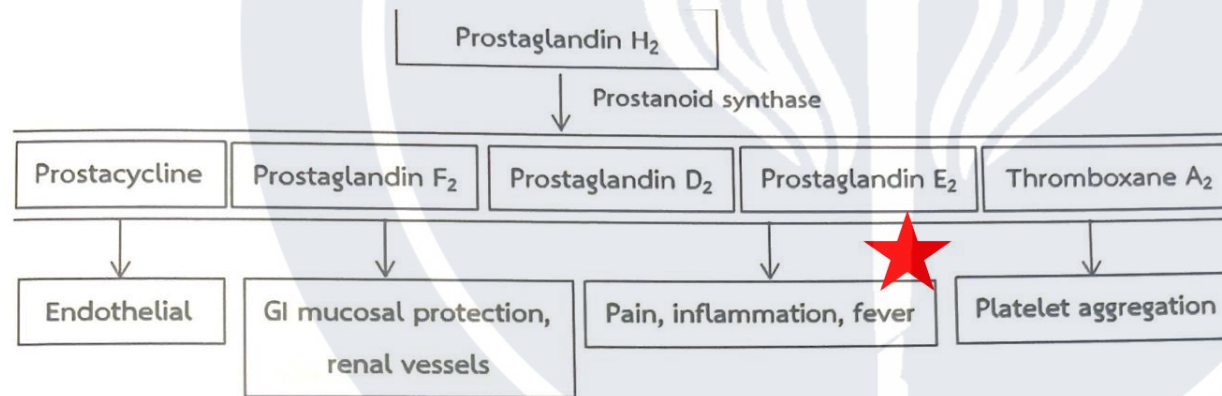 Prostaglandin H₂
Prostanoid synthase
Prostacycline
Prostaglandin F₂
Prostaglandin D₂
Prostaglandin E₂
Thromboxane A₂
Endothelial
GI mucosal protection,
renal vessels
Pain, inflammation, fever
Platelet aggregation